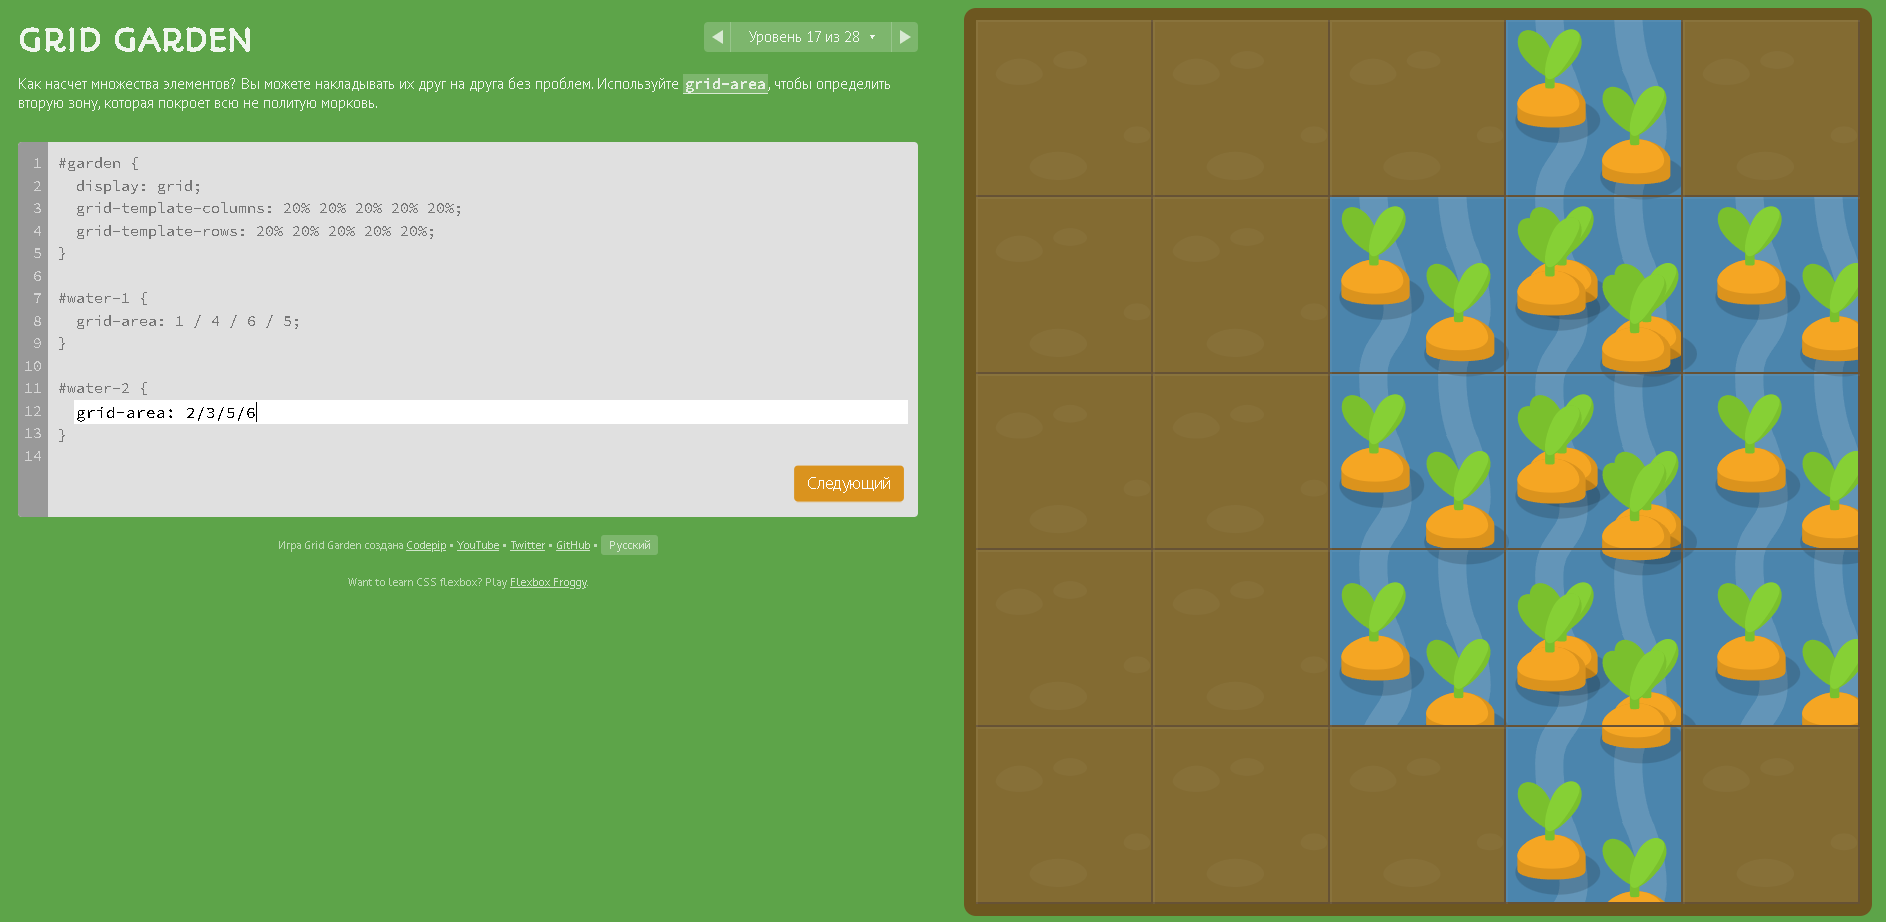 GRID GARDEN
Уровень 17 из 28
Как насчет множества элементов? Вы можете накладывать их друг на друга без проблем. Используйте grid-area, чтобы определить
вторую зону, которая покроет всю не политую морковь.
1 #garden {
2 display: grid;
3 grid-template-columns: 20% 20% 20% 20% 20%;
4 grid-template-rows: 20% 20% 20% 20% 20%;
5 }
6
7 #water-1 {
8 grid-area: 1 / 4 / 6 / 5;
9 }
10
11 #water-2 {
12 grid-area: 2/3/5/6
13 }
14
Следующий
Игра Grid Garden создана Codepip • YouTube • Twitter • GitHub • Русский
Want to learn CSS flexbox? Play Flexbox Froggy.